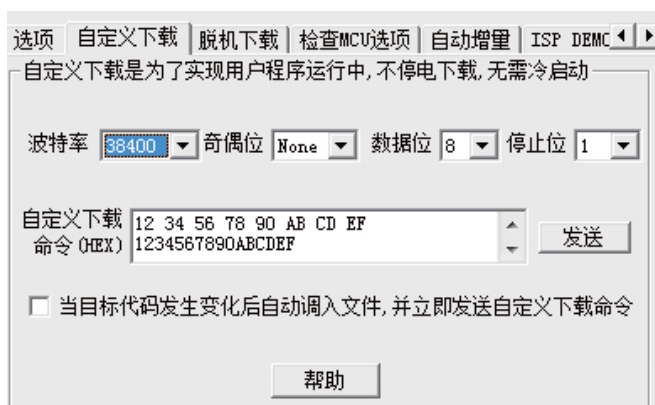 选项 自定义下载 脱机下载 检查MCU选项 自动增量 ISP DEMO
自定义下载是为了实现用户程序运行中,不停电下载,无需冷启动
波特率 38400 奇偶位 None 数据位 8 停止位 1
自定义下载 12 34 56 78 90 AB CD EF
命令(HEX) 1234567890ABCDEF 发送
当目标代码发生变化后自动调入文件,并立即发送自定义下载命令
帮助